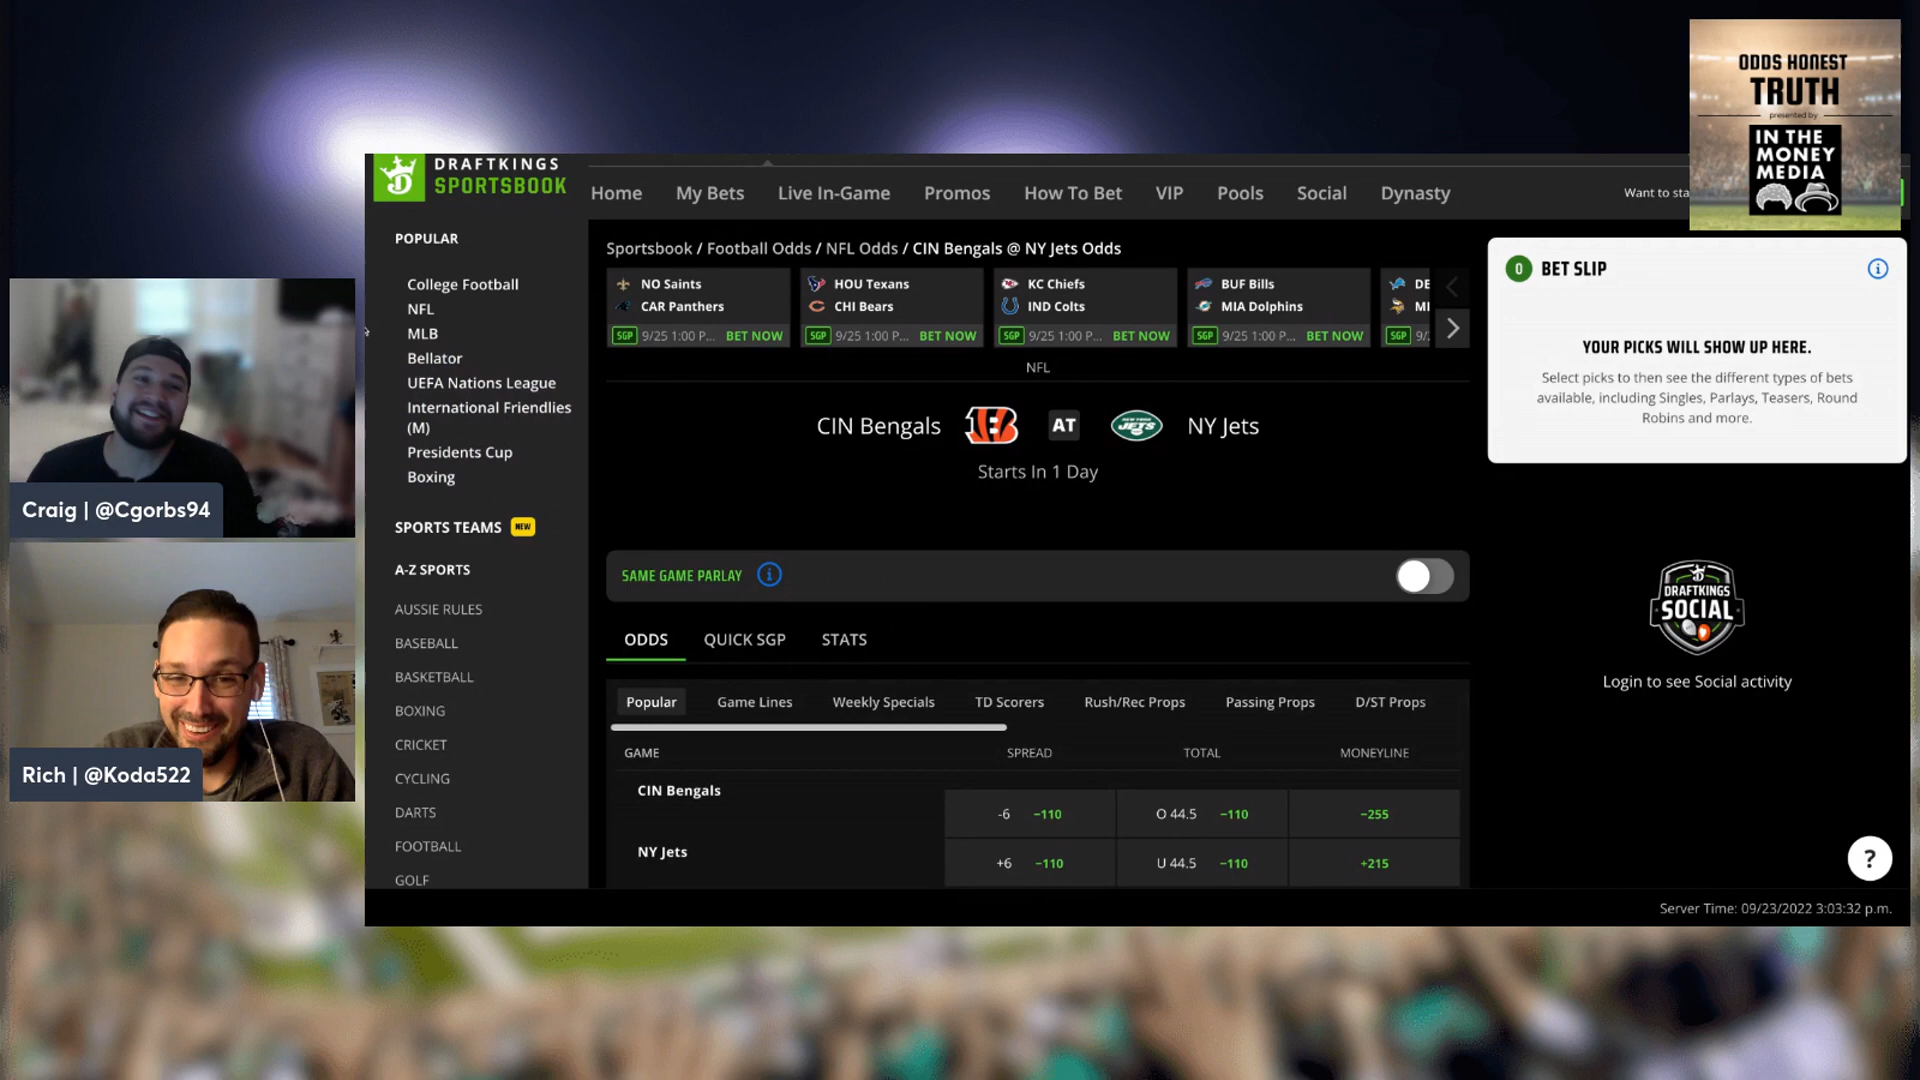 ODDS HONEST
TRUTH
presented by
IN THE
MONEY
MEDIA
DRAFTKINGS
SPORTSBOOK
Home
My Bets
Live In-Game
Promos
How To Bet
VIP
Pools
Social
Dynasty
Want to sta
POPULAR
College Football
NFL
MLB
Bellator
UEFA Nations League
International Friendlies
(M)
Presidents Cup
Boxing
SPORTS TEAMS NEW
A-Z SPORTS
AUSSIE RULES
BASEBALL
BASKETBALL
BOXING
CRICKET
CYCLING
DARTS
FOOTBALL
GOLF
Sportsbook / Football Odds / NFL Odds / CIN Bengals @ NY Jets Odds
NO Saints
CAR Panthers
SGP 9/25 1:00 P... BET NOW
HOU Texans
CHI Bears
SGP 9/25 1:00 P... BET NOW
KC Chiefs
IND Colts
SGP 9/25 1:00 P... BET NOW
BUF Bills
MIA Dolphins
SGP 9/25 1:00 P... BET NOW
DE
MI
SGP 9/
NFL
CIN Bengals AT NY Jets
Starts In 1 Day
SAME GAME PARLAY i
ODDS QUICK SGP STATS
Popular Game Lines Weekly Specials TD Scorers Rush/Rec Props Passing Props D/ST Props
GAME SPREAD TOTAL MONEYLINE
CIN Bengals
-6 −110 O 44.5 −110 −255
NY Jets
+6 −110 U 44.5 −110 +215
0 BET SLIP i
YOUR PICKS WILL SHOW UP HERE.
Select picks to then see the different types of bets
available, including Singles, Parlays, Teasers, Round
Robins and more.
DRAFTKINGS
SOCIAL
Login to see Social activity
?
Server Time: 09/23/2022 3:03:32 p.m.
Craig | @Cgorbs94
Rich | @Koda522